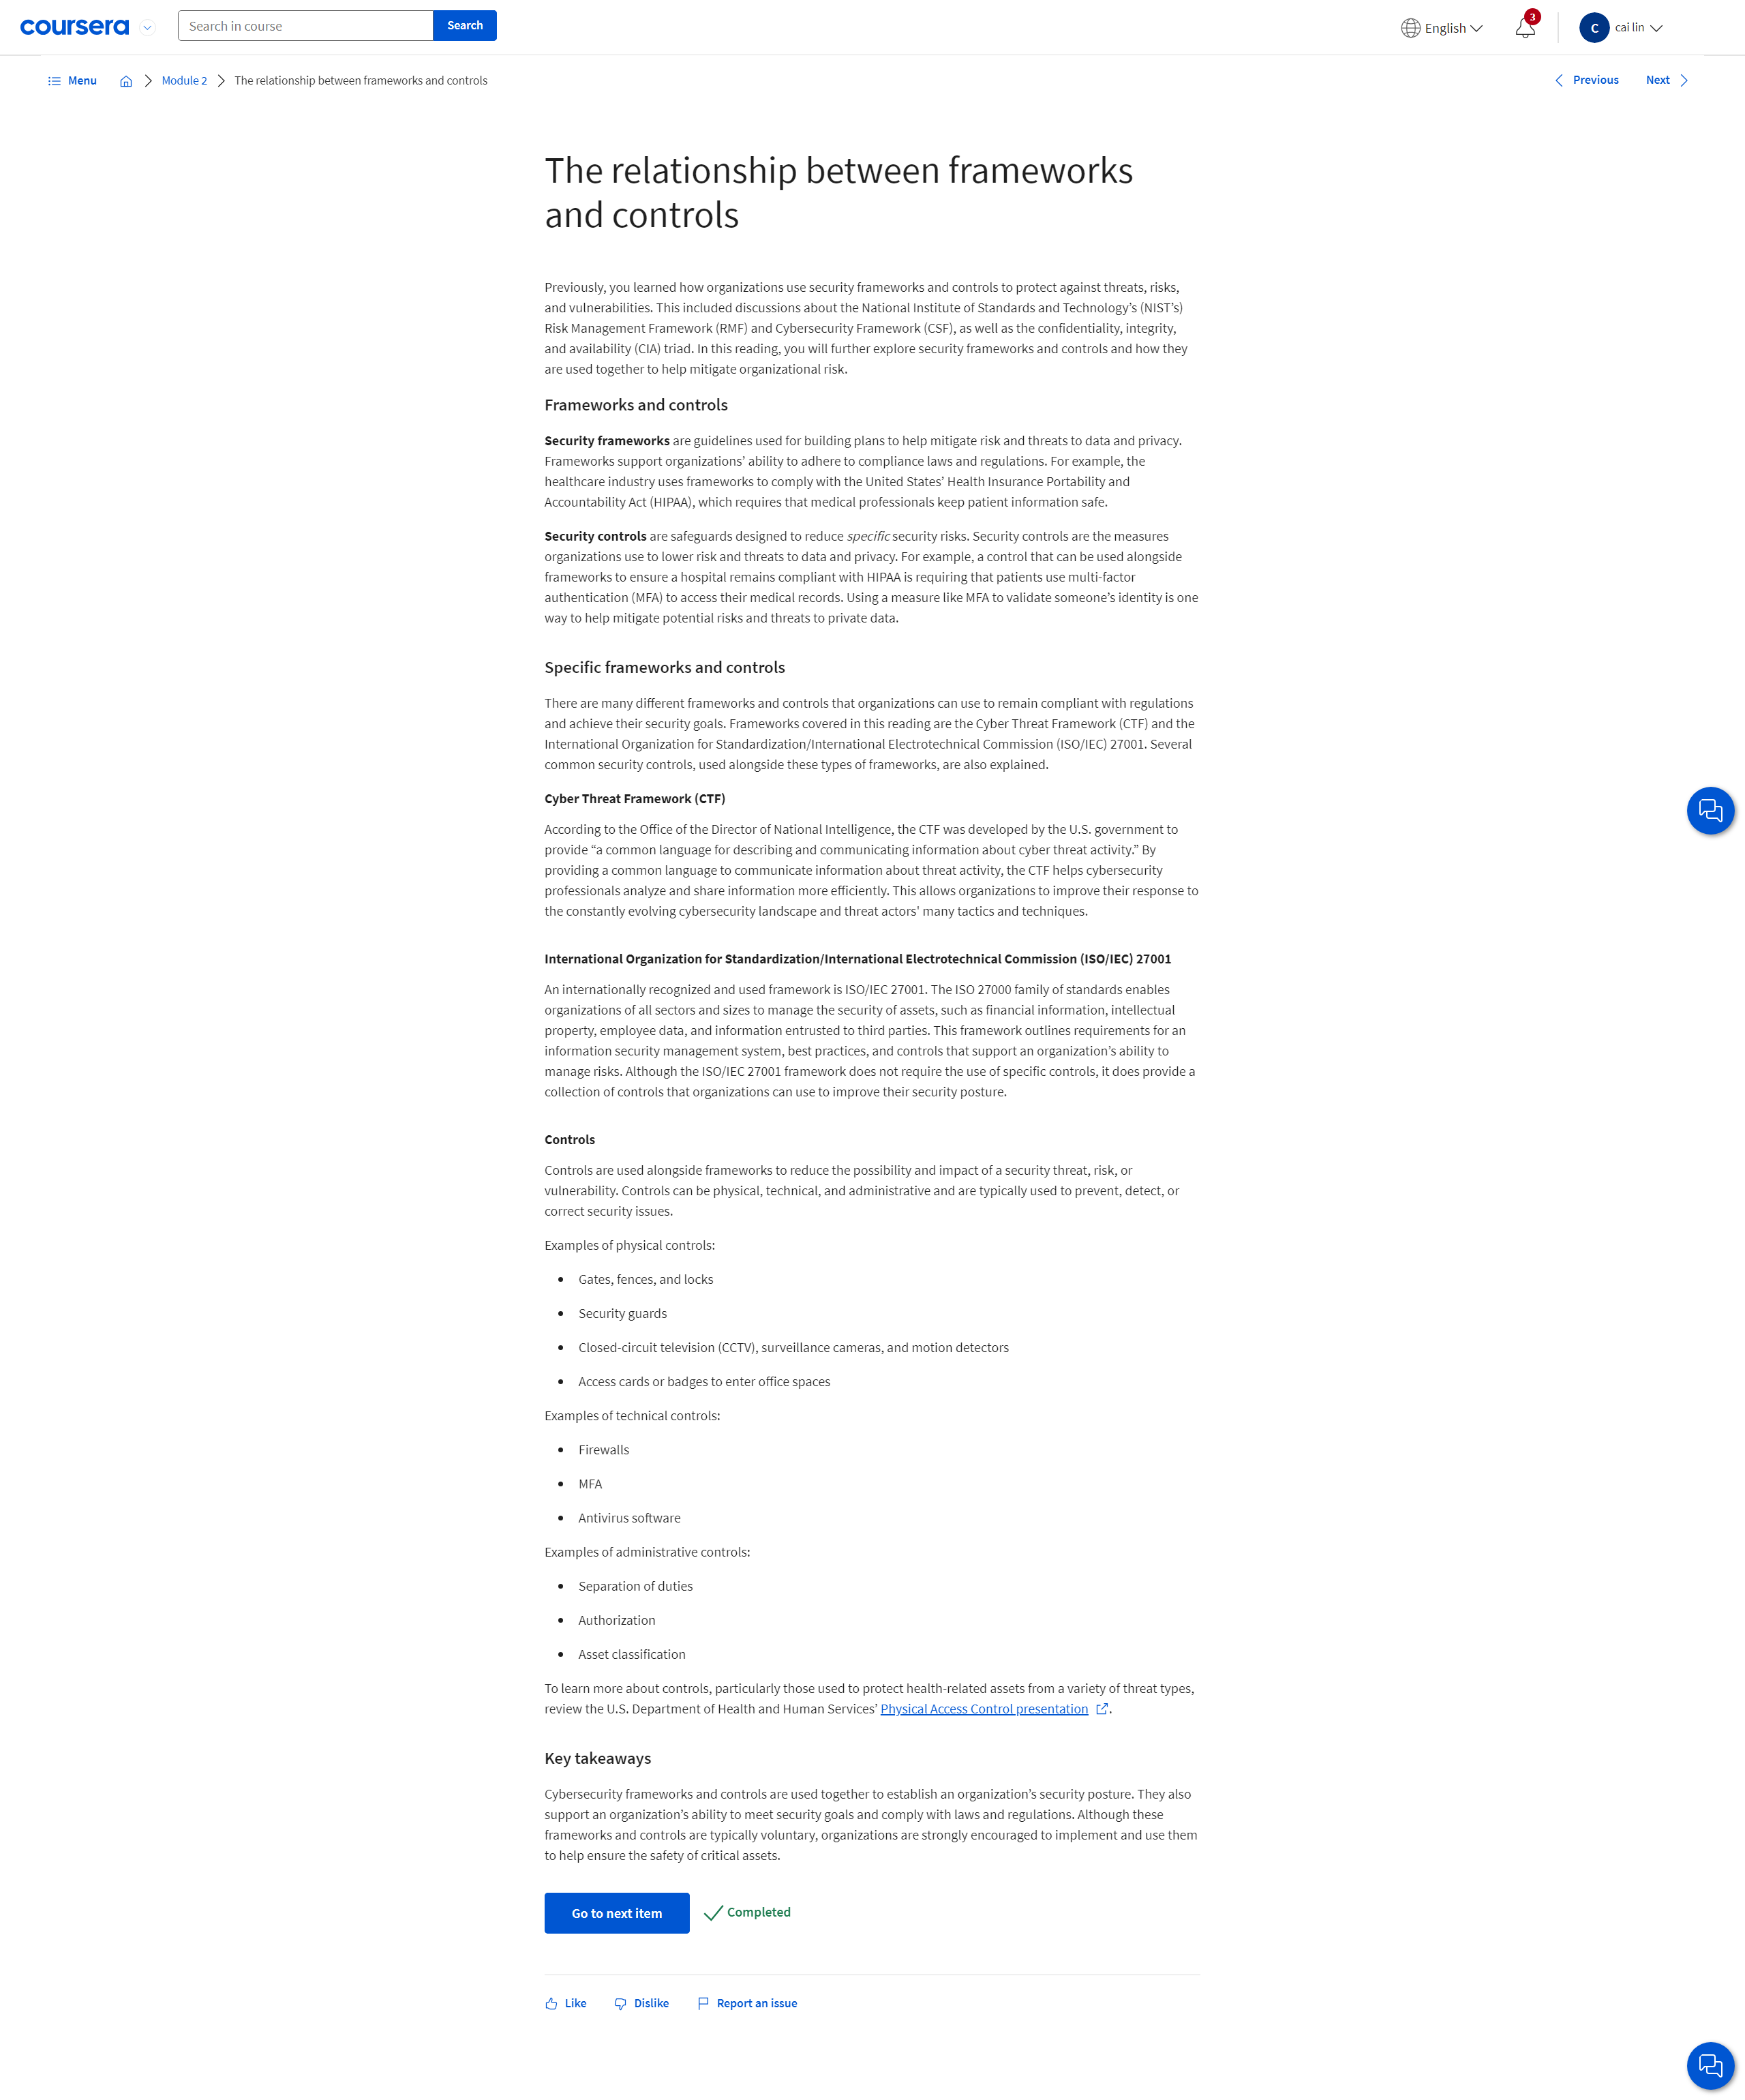 coursera
Search in course
Search
English
3
C
cai lin
Menu
Module 2
The relationship between frameworks and controls
Previous
Next
The relationship between frameworks
and controls
Previously, you learned how organizations use security frameworks and controls to protect against threats, risks,
and vulnerabilities. This included discussions about the National Institute of Standards and Technology’s (NIST’s)
Risk Management Framework (RMF) and Cybersecurity Framework (CSF), as well as the confidentiality, integrity,
and availability (CIA) triad. In this reading, you will further explore security frameworks and controls and how they
are used together to help mitigate organizational risk.
Frameworks and controls
Security frameworks are guidelines used for building plans to help mitigate risk and threats to data and privacy.
Frameworks support organizations’ ability to adhere to compliance laws and regulations. For example, the
healthcare industry uses frameworks to comply with the United States’ Health Insurance Portability and
Accountability Act (HIPAA), which requires that medical professionals keep patient information safe.
Security controls are safeguards designed to reduce specific security risks. Security controls are the measures
organizations use to lower risk and threats to data and privacy. For example, a control that can be used alongside
frameworks to ensure a hospital remains compliant with HIPAA is requiring that patients use multi-factor
authentication (MFA) to access their medical records. Using a measure like MFA to validate someone’s identity is one
way to help mitigate potential risks and threats to private data.
Specific frameworks and controls
There are many different frameworks and controls that organizations can use to remain compliant with regulations
and achieve their security goals. Frameworks covered in this reading are the Cyber Threat Framework (CTF) and the
International Organization for Standardization/International Electrotechnical Commission (ISO/IEC) 27001. Several
common security controls, used alongside these types of frameworks, are also explained.
Cyber Threat Framework (CTF)
According to the Office of the Director of National Intelligence, the CTF was developed by the U.S. government to
provide “a common language for describing and communicating information about cyber threat activity.” By
providing a common language to communicate information about threat activity, the CTF helps cybersecurity
professionals analyze and share information more efficiently. This allows organizations to improve their response to
the constantly evolving cybersecurity landscape and threat actors' many tactics and techniques.
International Organization for Standardization/International Electrotechnical Commission (ISO/IEC) 27001
An internationally recognized and used framework is ISO/IEC 27001. The ISO 27000 family of standards enables
organizations of all sectors and sizes to manage the security of assets, such as financial information, intellectual
property, employee data, and information entrusted to third parties. This framework outlines requirements for an
information security management system, best practices, and controls that support an organization’s ability to
manage risks. Although the ISO/IEC 27001 framework does not require the use of specific controls, it does provide a
collection of controls that organizations can use to improve their security posture.
Controls
Controls are used alongside frameworks to reduce the possibility and impact of a security threat, risk, or
vulnerability. Controls can be physical, technical, and administrative and are typically used to prevent, detect, or
correct security issues.
Examples of physical controls:
• Gates, fences, and locks
• Security guards
• Closed-circuit television (CCTV), surveillance cameras, and motion detectors
• Access cards or badges to enter office spaces
Examples of technical controls:
• Firewalls
• MFA
• Antivirus software
Examples of administrative controls:
• Separation of duties
• Authorization
• Asset classification
To learn more about controls, particularly those used to protect health-related assets from a variety of threat types,
review the U.S. Department of Health and Human Services’ Physical Access Control presentation.
Key takeaways
Cybersecurity frameworks and controls are used together to establish an organization’s security posture. They also
support an organization’s ability to meet security goals and comply with laws and regulations. Although these
frameworks and controls are typically voluntary, organizations are strongly encouraged to implement and use them
to help ensure the safety of critical assets.
Go to next item
Completed
Like
Dislike
Report an issue